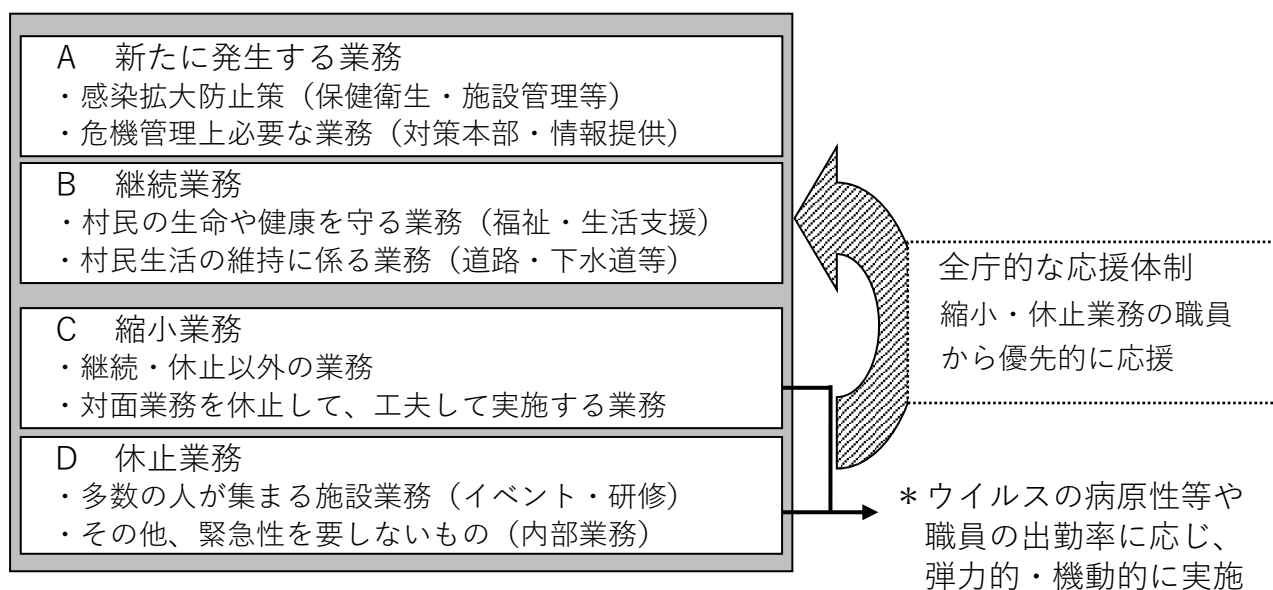 A　新たに発生する業務
・感染拡大防止策（保健衛生・施設管理等）
・危機管理上必要な業務（対策本部・情報提供）
B　継続業務
・村民の生命や健康を守る業務（福祉・生活支援）
・村民生活の維持に係る業務（道路・下水道等）
C　縮小業務
・継続・休止以外の業務
・対面業務を休止して、工夫して実施する業務
D　休止業務
・多数の人が集まる施設業務（イベント・研修）
・その他、緊急性を要しないもの（内部業務）
全庁的な応援体制
縮小・休止業務の職員
から優先的に応援
＊ウイルスの病原性等や
職員の出勤率に応じ、
弾力的・機動的に実施